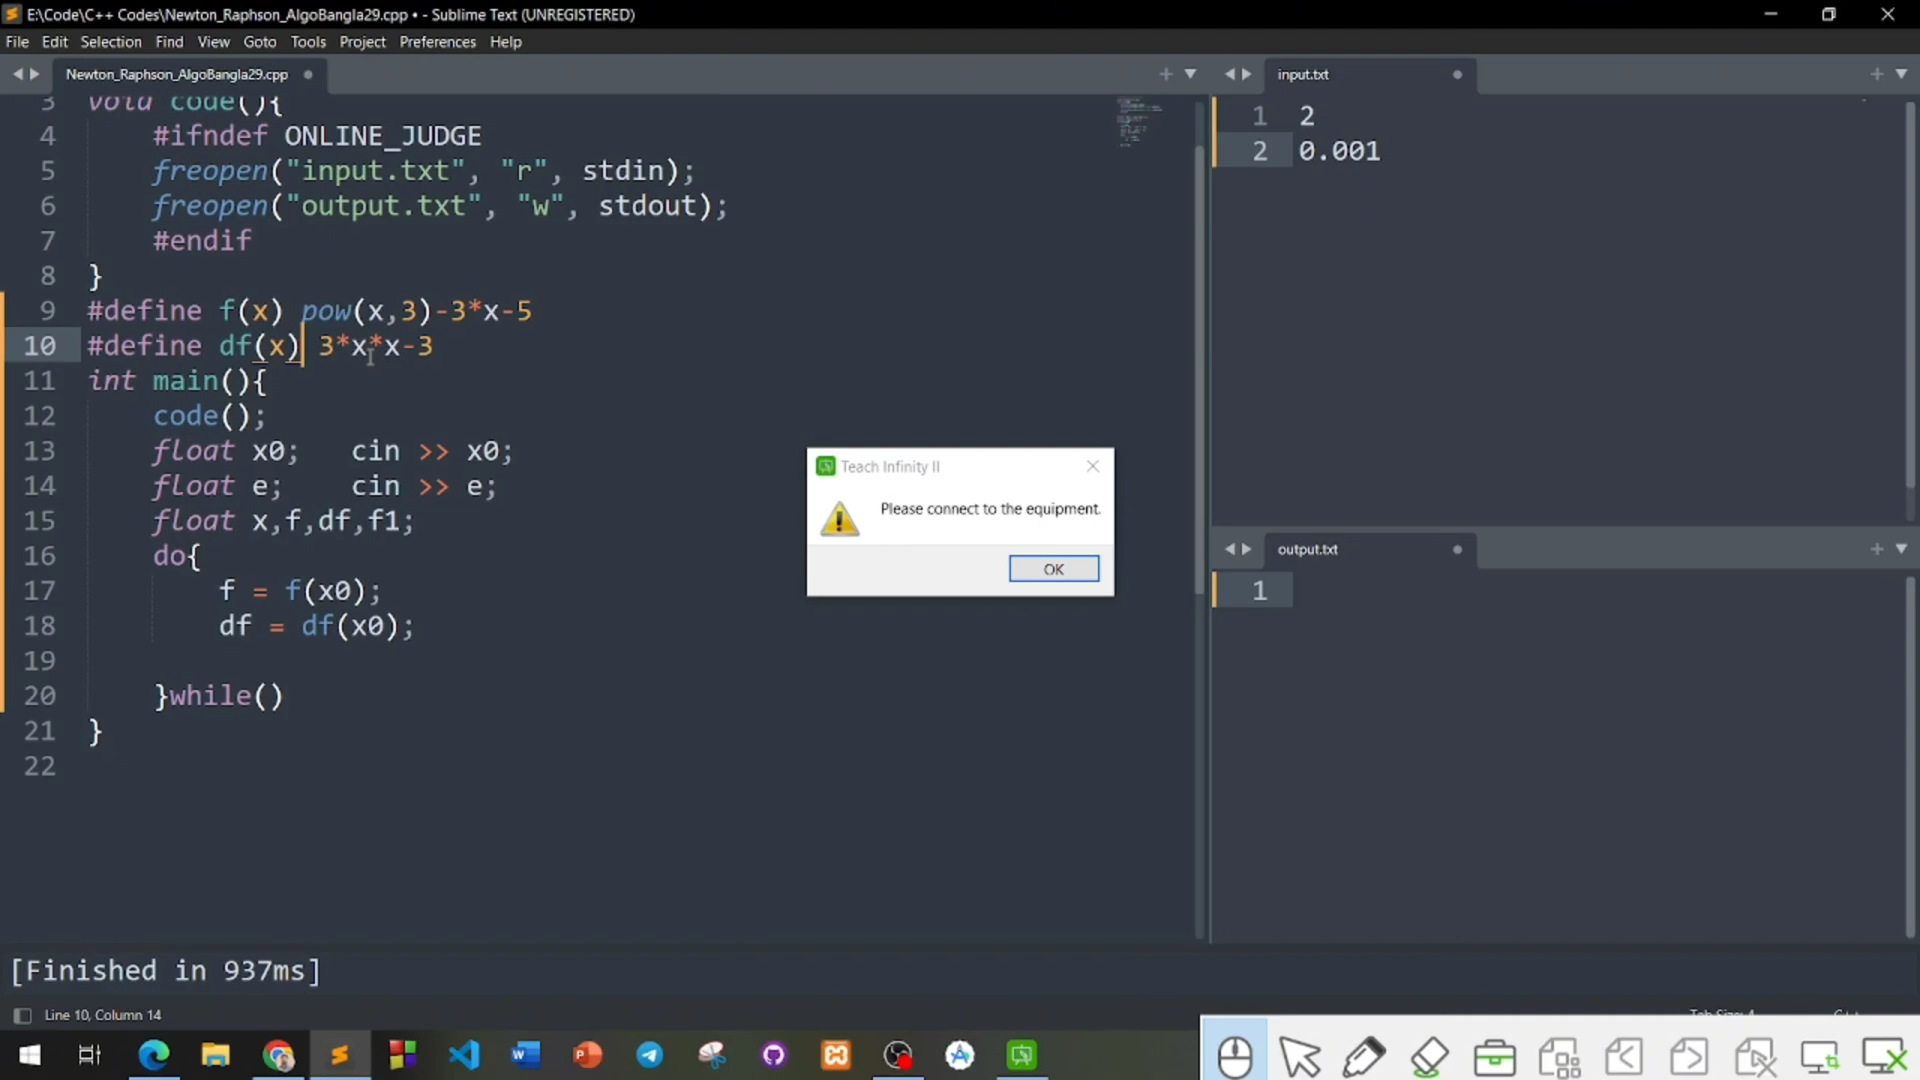 E:\Code\C++ Codes\Newton_Raphson_AlgoBangla29.cpp • - Sublime Text (UNREGISTERED)
File Edit Selection Find View Goto Tools Project Preferences Help
Newton_Raphson_AlgoBangla29.cpp
3 void code(){
4 #ifndef ONLINE_JUDGE
5 freopen("input.txt", "r", stdin);
6 freopen("output.txt", "w", stdout);
7 #endif
8 }
9 #define f(x) pow(x,3)-3*x-5
10 #define df(x) 3*x*x-3
11 int main(){
12 code();
13 float x0; cin >> x0;
14 float e; cin >> e;
15 float x,f,df,f1;
16 do{
17 f = f(x0);
18 df = df(x0);
19
20 }while()
21 }
22
input.txt
1 2
2 0.001
output.txt
1
Teach Infinity II
Please connect to the equipment.
OK
[Finished in 937ms]
Line 10, Column 14